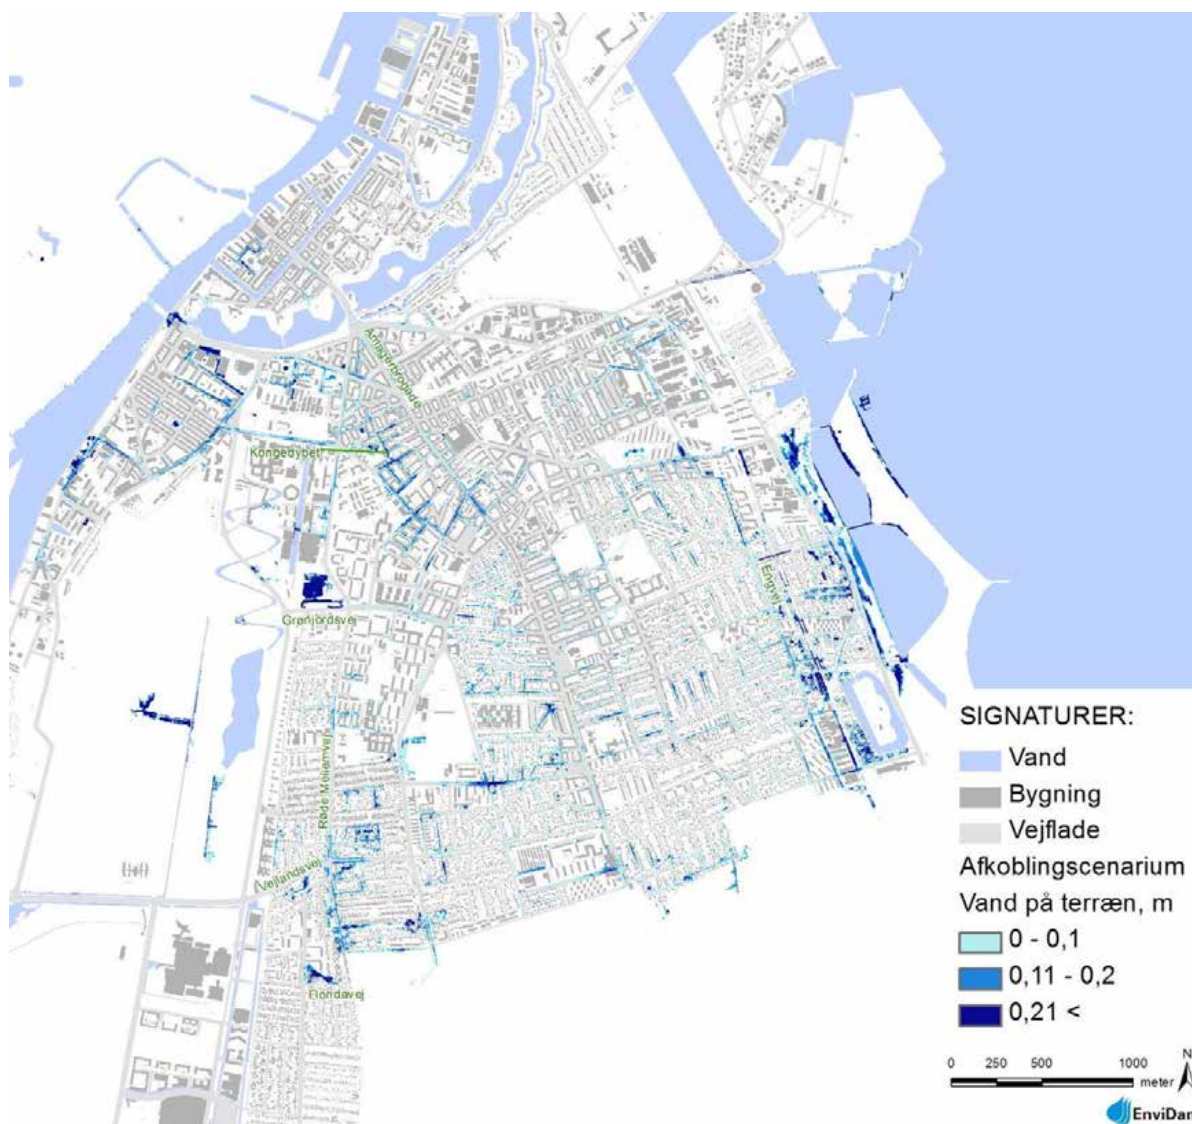 Amagerbrogade
Kongedybet
Engvej
Grønjordsvej
Røde Mellemvej
Vejlandsvej
Floridavej
SIGNATURER:
Vand
Bygning
Vejflade
Afkoblingscenarium
Vand på terræn, m
0 - 0,1
0,11 - 0,2
0,21 <
0 250 500 1000
meter
N
EnviDan